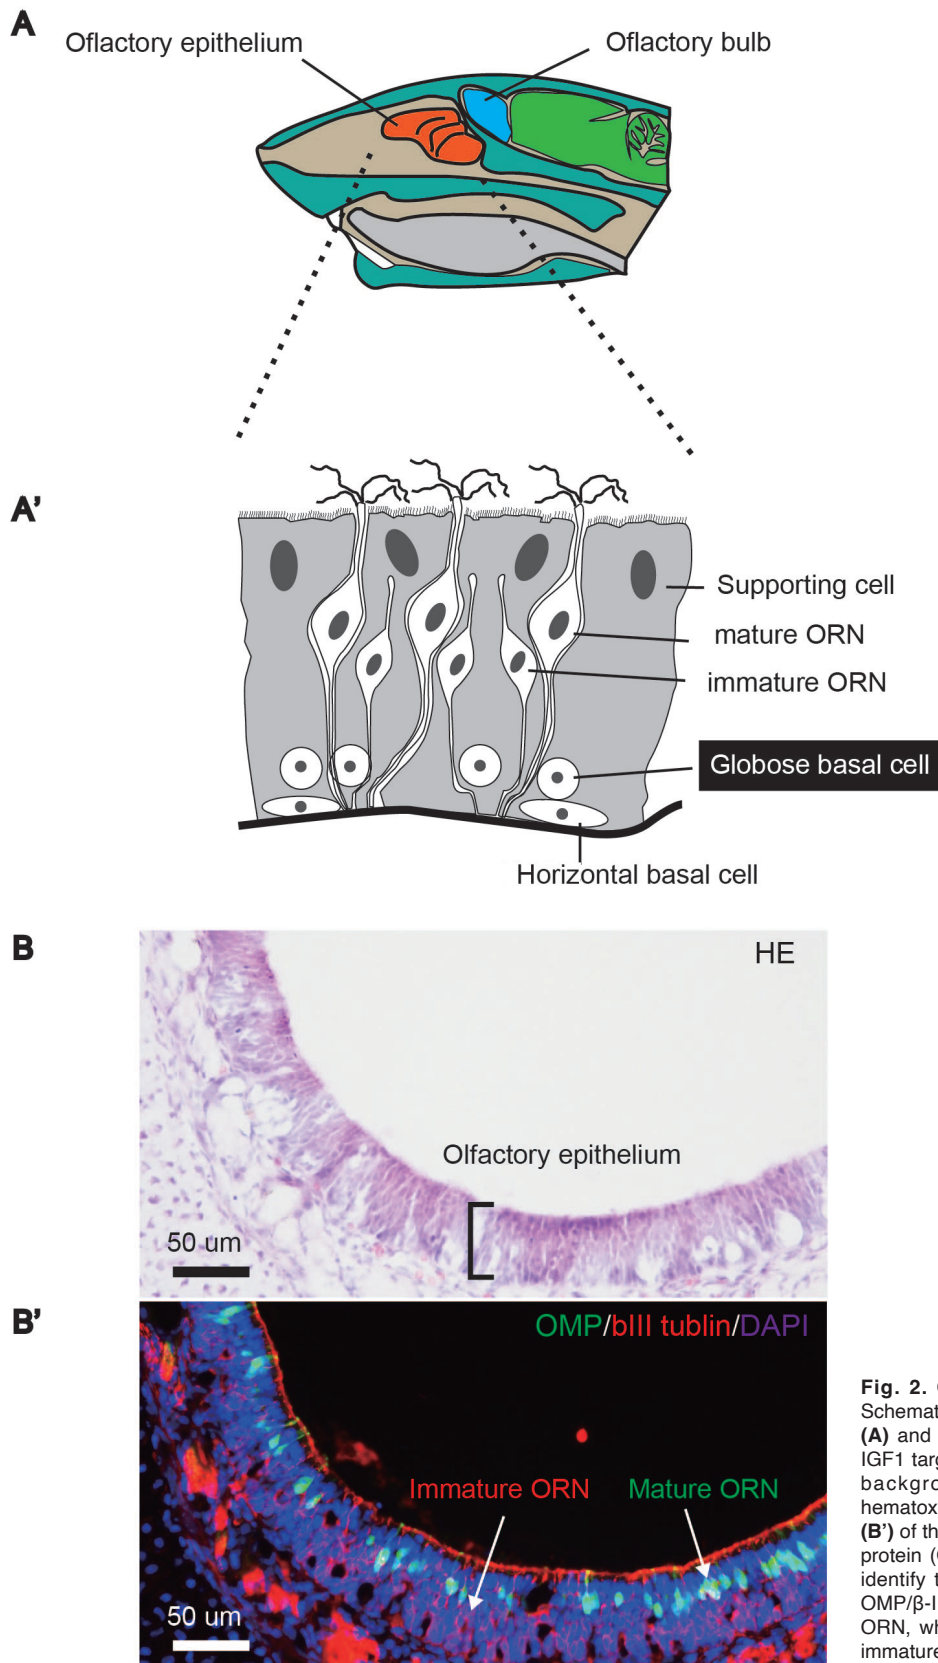 A
Oflactory epithelium
Oflactory bulb
A'
Supporting cell
mature ORN
immature ORN
Globose basal cell
Horizontal basal cell
B
HE
Olfactory epithelium
50 um
B'
OMP/bIII tublin/DAPI
Immature ORN
Mature ORN
50 um
Fig. 2.
Schemat
(A) and
IGF1 targ
backgro
hematox
(B') of th
protein (
identify t
OMP/β-I
ORN, wh
immature